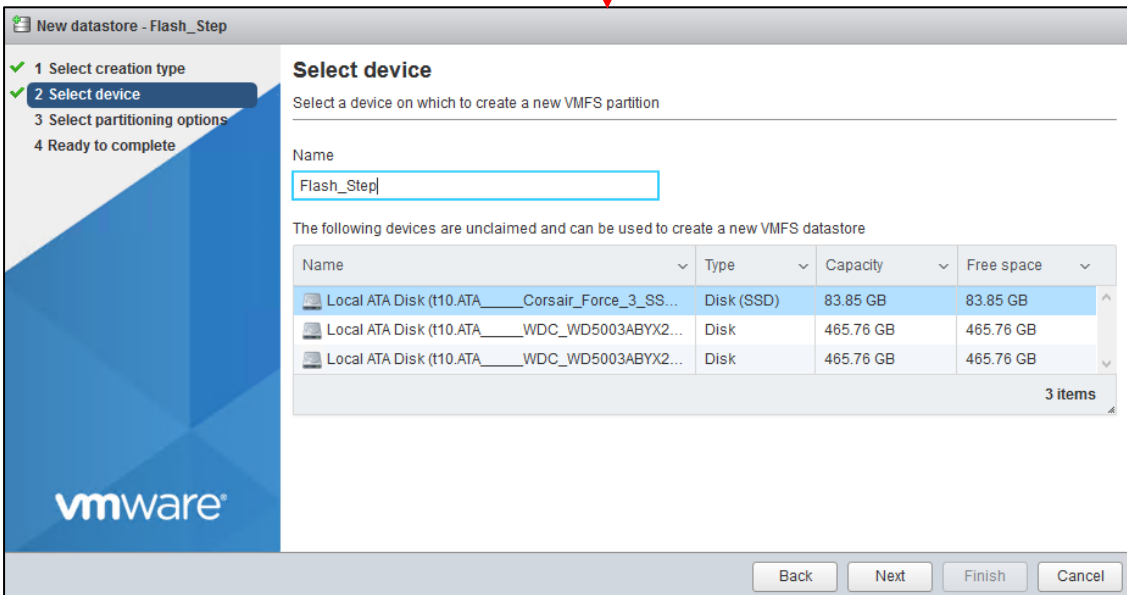 New datastore - Flash_Step
1 Select creation type
2 Select device
3 Select partitioning options
4 Ready to complete
vmware®
Select device
Select a device on which to create a new VMFS partition
Name
Flash_Step
The following devices are unclaimed and can be used to create a new VMFS datastore
Name Type Capacity Free space
Local ATA Disk (t10.ATA_____Corsair_Force_3_SS... Disk (SSD) 83.85 GB 83.85 GB
Local ATA Disk (t10.ATA_____WDC_WD5003ABYX2... Disk 465.76 GB 465.76 GB
Local ATA Disk (t10.ATA_____WDC_WD5003ABYX2... Disk 465.76 GB 465.76 GB
3 items
Back Next Finish Cancel